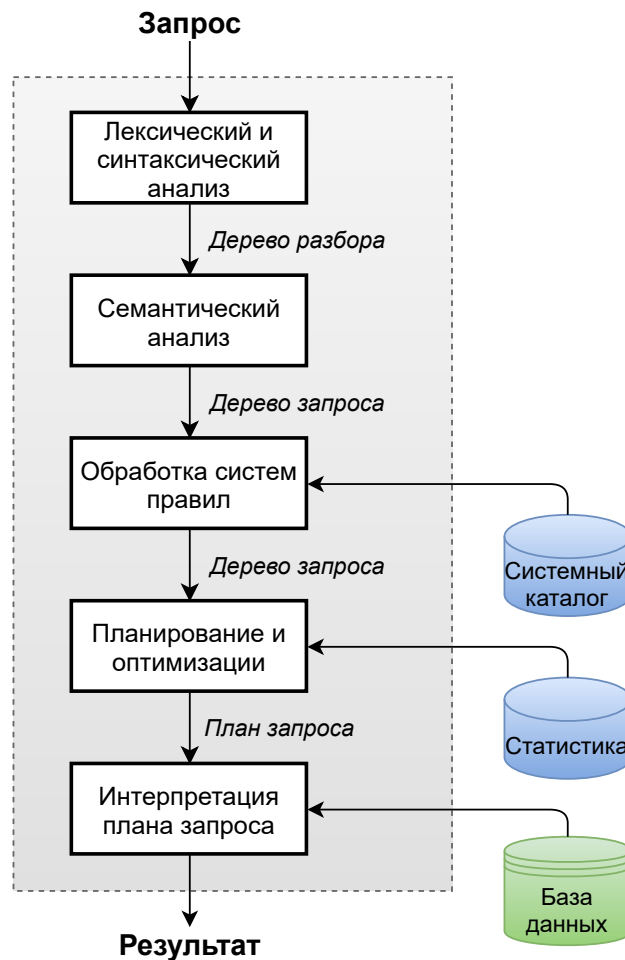 Запрос
Лексический и
синтаксический
анализ
Дерево разбора
Семантический
анализ
Дерево запроса
Обработка систем
правил
Системный
каталог
Дерево запроса
Планирование и
оптимизации
План запроса
Статистика
Интерпретация
плана запроса
База
данных
Результат